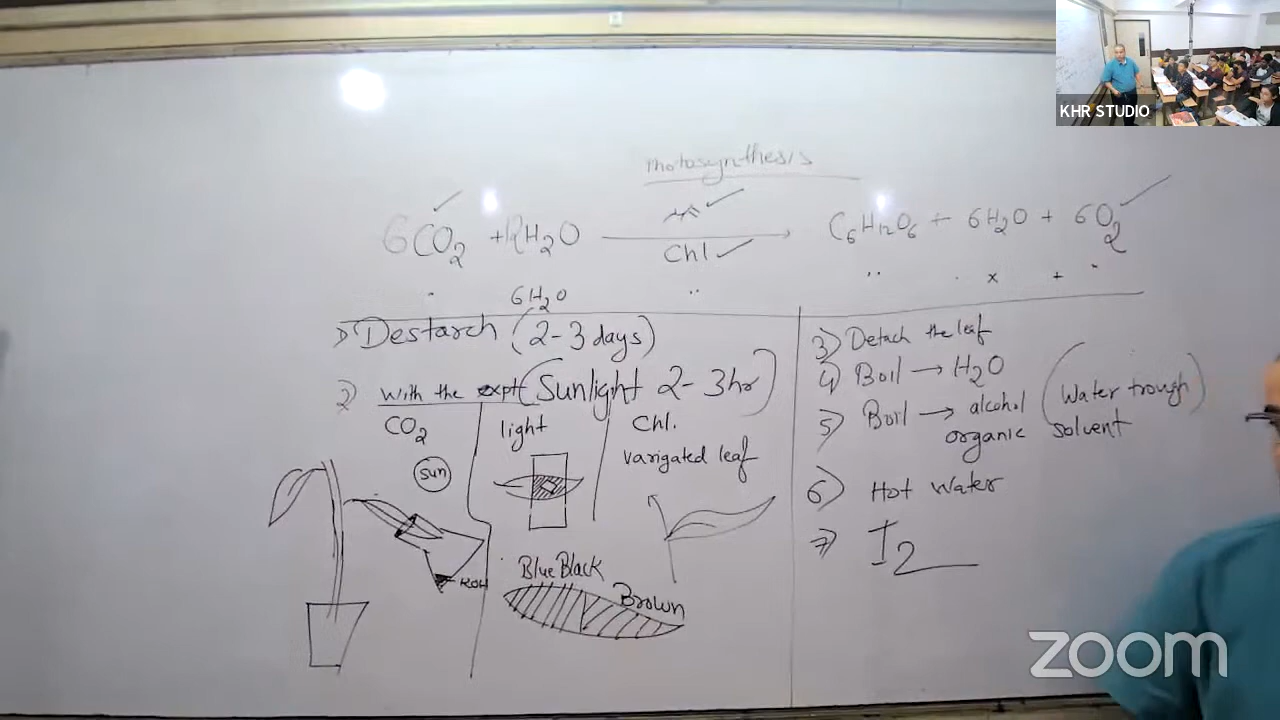 Photosynthesis
6CO2 + 12H2O Chl C6H12O6 + 6H2O + 6O2
x +
6H2O
1) Destarch (2-3 days)
2) With the expt (Sunlight 2-3hr)
CO2
sun
KOH
light
Chl.
varigated leaf
Blue Black
Brown
3) Detach the leaf
4) Boil → H2O
5) Boil → alcohol (Water trough)
organic solvent
6) Hot Water
7) I2
KHR STUDIO
zoom